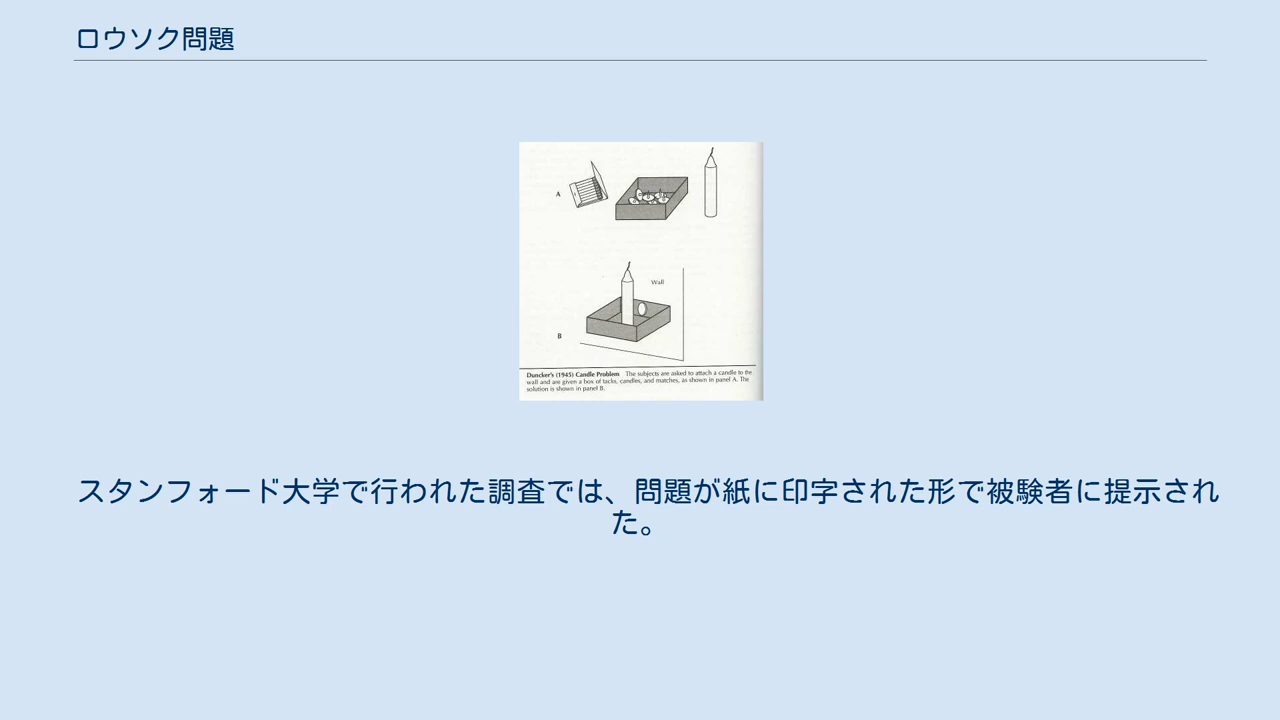 ロウソク問題
A
Wall
B
Duncker's (1945) Candle Problem The subjects are asked to attach a candle to the
wall and are given a box of tacks, candles, and matches, as shown in panel A. The
solution is shown in panel B.
スタンフォード大学で行われた調査では、問題が紙に印字された形で被験者に提示され
た。